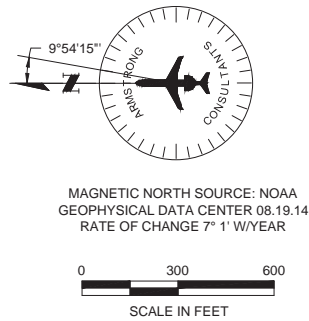 9°54'15"
N
ARMSTRONG
CONSULTANTS
MAGNETIC NORTH SOURCE: NOAA
GEOPHYSICAL DATA CENTER 08.19.14
RATE OF CHANGE 7° 1' W/YEAR
0 300 600
SCALE IN FEET